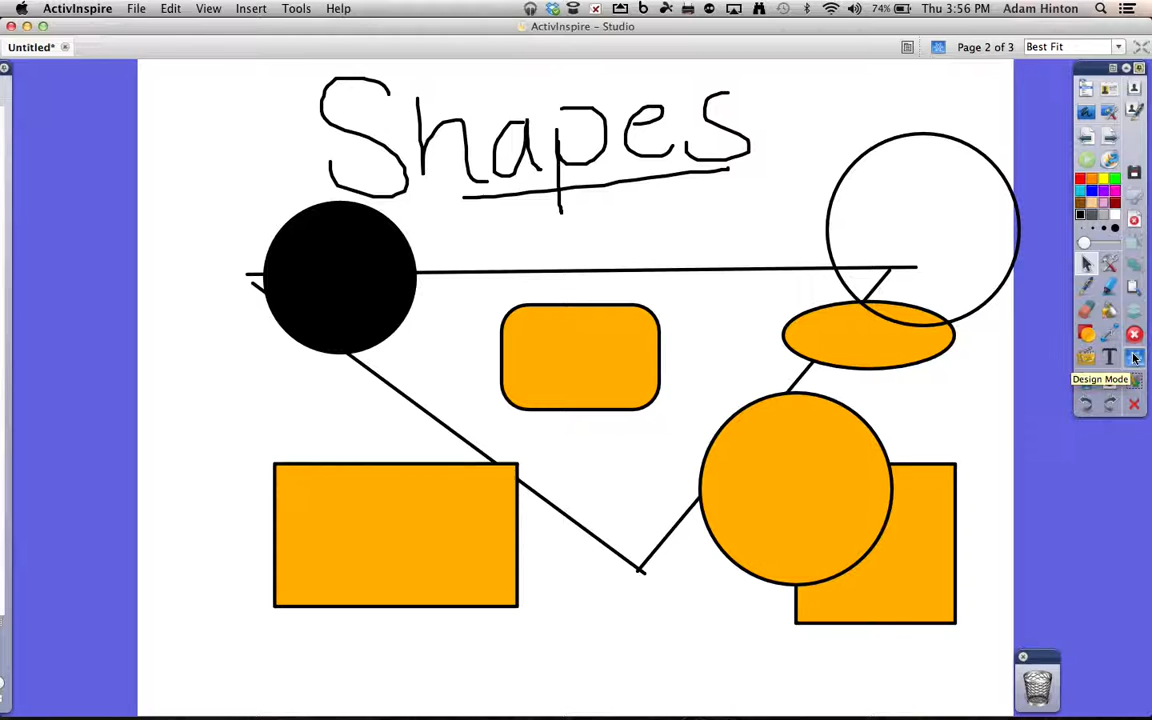 ActivInspire File Edit View Insert Tools Help 74% Thu 3:56 PM Adam Hinton
ActivInspire - Studio
Untitled* Page 2 of 3 Best Fit
Shapes
Design Mode